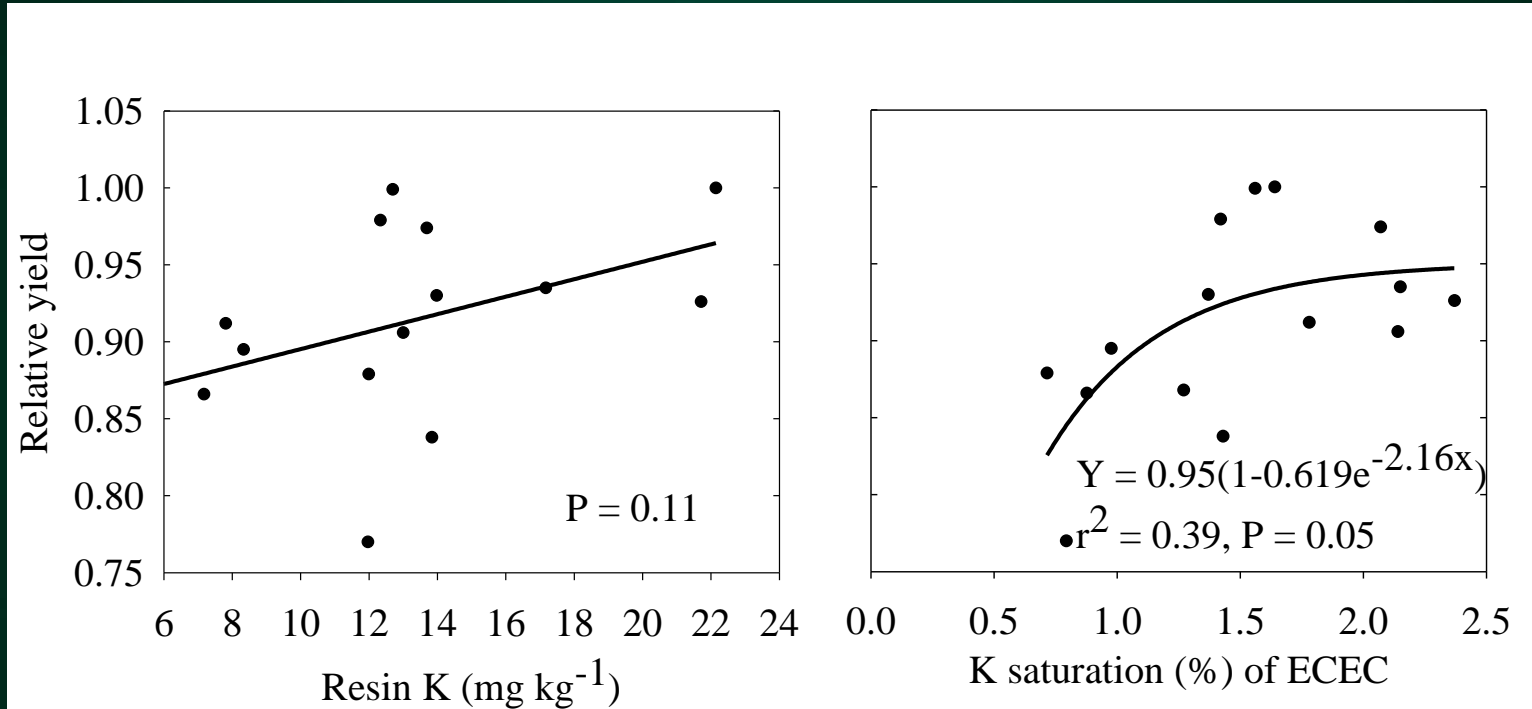 Relative yield
1.05
1.00
0.95
0.90
0.85
0.80
0.75
P = 0.11
6 8 10 12 14 16 18 20 22 24
Resin K (mg kg⁻¹)
Y = 0.95(1-0.619e⁻²·¹⁶ˣ)
r² = 0.39, P = 0.05
0.0 0.5 1.0 1.5 2.0 2.5
K saturation (%) of ECEC